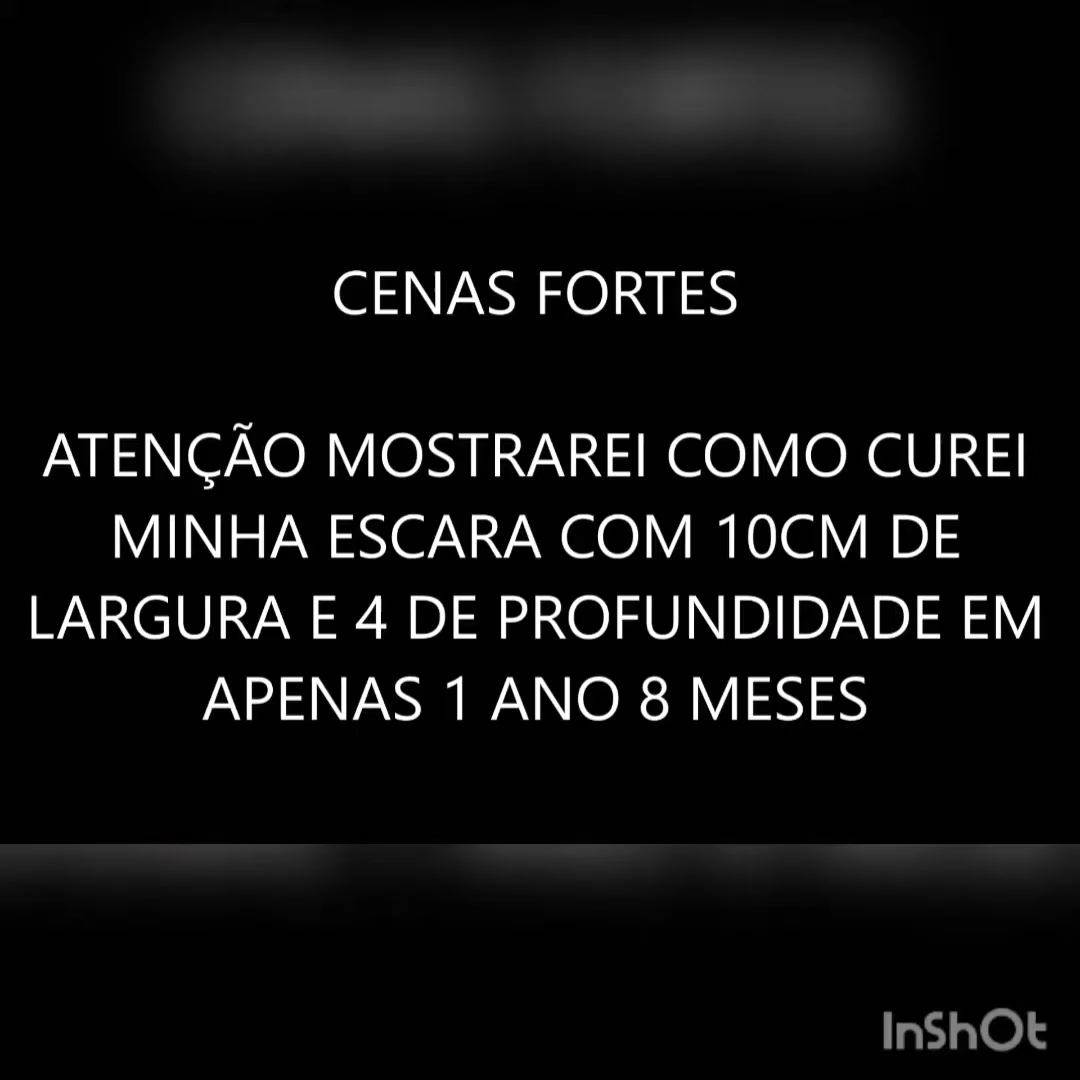 CENAS FORTES
ATENÇÃO MOSTRAREI COMO CUREI
MINHA ESCARA COM 10CM DE
LARGURA E 4 DE PROFUNDIDADE EM
APENAS 1 ANO 8 MESES
InShOt